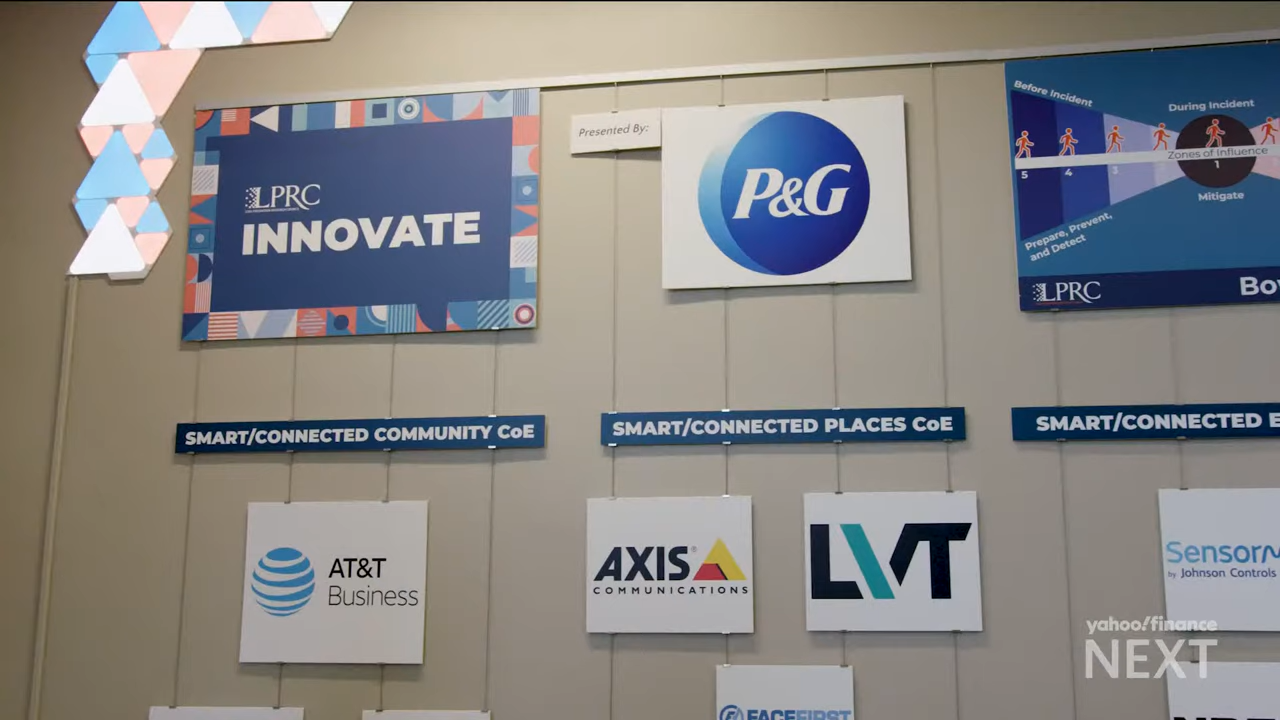 LPRC
INNOVATE
Presented By:
P&G
Before Incident
During Incident
5
4
3
Zones of Influence
1
Mitigate
Prepare, Prevent,
and Detect
LPRC
SMART/CONNECTED COMMUNITY CoE
SMART/CONNECTED PLACES CoE
SMART/CONNECTED E
AT&T
Business
AXIS
COMMUNICATIONS
LVT
Sensorm
by Johnson Controls
FACEFIRST
yahoo!finance
NEXT